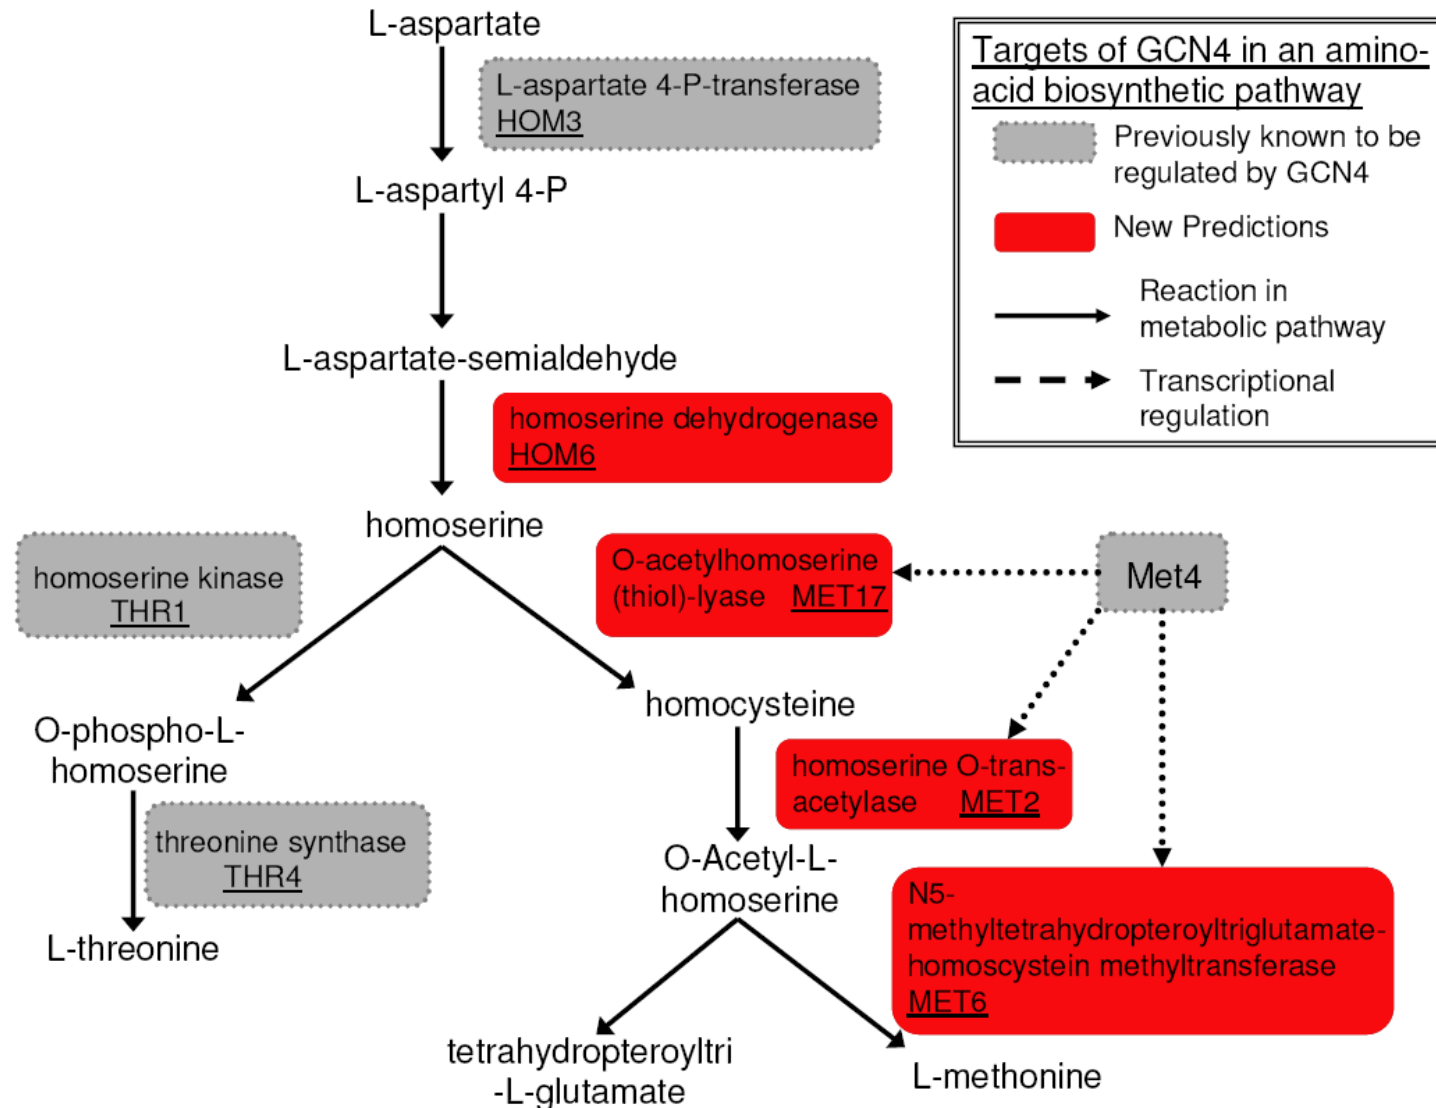 L-aspartate
L-aspartate 4-P-transferase
HOM3
L-aspartyl 4-P
L-aspartate-semialdehyde
homoserine dehydrogenase
HOM6
homoserine
homoserine kinase
THR1
O-acetylhomoserine
(thiol)-lyase MET17
Met4
O-phospho-L-
homoserine
homocysteine
homoserine O-trans-
acetylase MET2
threonine synthase
THR4
O-Acetyl-L-
homoserine
N5-
methyltetrahydropteroyltriglutamate-
homoscystein methyltransferase
MET6
L-threonine
tetrahydropteroyltri
-L-glutamate
L-methonine
Targets of GCN4 in an amino-
acid biosynthetic pathway
Previously known to be
regulated by GCN4
New Predictions
Reaction in
metabolic pathway
Transcriptional
regulation